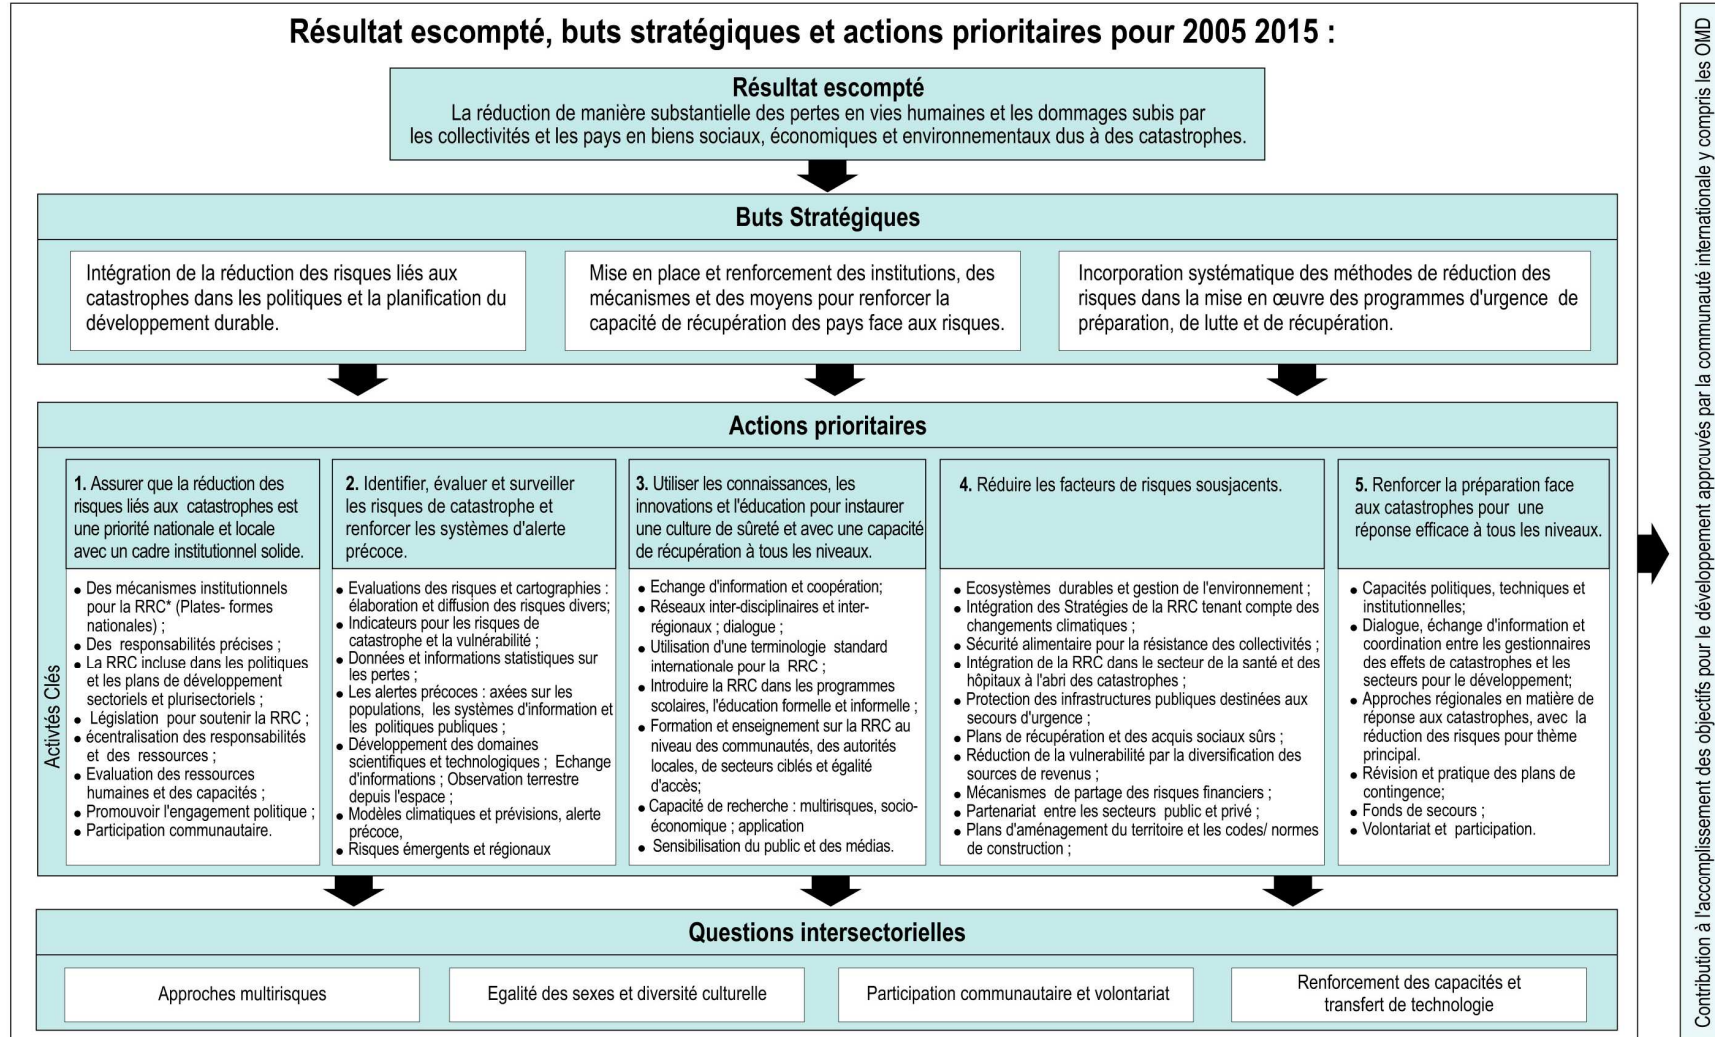 Résultat escompté, buts stratégiques et actions prioritaires pour 2005 2015 :
Résultat escompté
La réduction de manière substantielle des pertes en vies humaines et les dommages subis par
les collectivités et les pays en biens sociaux, économiques et environnementaux dus à des catastrophes.
Buts Stratégiques
Intégration de la réduction des risques liés aux
catastrophes dans les politiques et la planification du
développement durable.
Mise en place et renforcement des institutions, des
mécanismes et des moyens pour renforcer la
capacité de récupération des pays face aux risques.
Incorporation systématique des méthodes de réduction des
risques dans la mise en œuvre des programmes d'urgence de
préparation, de lutte et de récupération.
Actions prioritaires
Activités Clés
1. Assurer que la réduction des
risques liés aux catastrophes est
une priorité nationale et locale
avec un cadre institutionnel solide.
• Des mécanismes institutionnels
pour la RRC* (Plates- formes
nationales) ;
• Des responsabilités précises ;
• La RRC incluse dans les politiques
et les plans de développement
sectoriels et plurisectoriels ;
• Législation pour soutenir la RRC ;
• écentralisation des responsabilités
et des ressources ;
• Evaluation des ressources
humaines et des capacités ;
• Promouvoir l'engagement politique ;
• Participation communautaire.
2. Identifier, évaluer et surveiller
les risques de catastrophe et
renforcer les systèmes d'alerte
précoce.
• Evaluations des risques et cartographies :
élaboration et diffusion des risques divers;
• Indicateurs pour les risques de
catastrophe et la vulnérabilité ;
• Données et informations statistiques sur
les pertes ;
• Les alertes précoces : axées sur les
populations, les systèmes d'information et
les politiques publiques ;
• Développement des domaines
scientifiques et technologiques ; Echange
d'informations ; Observation terrestre
depuis l'espace ;
• Modèles climatiques et prévisions, alerte
précoce,
• Risques émergents et régionaux
3. Utiliser les connaissances, les
innovations et l'éducation pour instaurer
une culture de sûreté et avec une capacité
de récupération à tous les niveaux.
• Echange d'information et coopération;
• Réseaux inter-disciplinaires et inter-
régionaux ; dialogue ;
• Utilisation d'une terminologie standard
internationale pour la RRC ;
• Introduire la RRC dans les programmes
scolaires, l'éducation formelle et informelle ;
• Formation et enseignement sur la RRC au
niveau des communautés, des autorités
locales, de secteurs ciblés et égalité
d'accès;
• Capacité de recherche : multirisques, socio-
économique ; application
• Sensibilisation du public et des médias.
4. Réduire les facteurs de risques sousjacents.
• Ecosystèmes durables et gestion de l'environnement ;
• Intégration des Stratégies de la RRC tenant compte des
changements climatiques ;
• Sécurité alimentaire pour la résistance des collectivités ;
• Intégration de la RRC dans le secteur de la santé et des
hôpitaux à l'abri des catastrophes ;
• Protection des infrastructures publiques destinées aux
secours d'urgence ;
• Plans de récupération et des acquis sociaux sûrs ;
• Réduction de la vulnérabilité par la diversification des
sources de revenus ;
• Mécanismes de partage des risques financiers ;
• Partenariat entre les secteurs public et privé ;
• Plans d'aménagement du territoire et les codes/ normes
de construction ;
5. Renforcer la préparation face
aux catastrophes pour une
réponse efficace à tous les niveaux.
• Capacités politiques, techniques et
institutionnelles;
• Dialogue, échange d'information et
coordination entre les gestionnaires
des effets de catastrophes et les
secteurs pour le développement;
• Approches régionales en matière de
réponse aux catastrophes, avec la
réduction des risques pour thème
principal.
• Révision et pratique des plans de
contingence;
• Fonds de secours ;
• Volontariat et participation.
Questions intersectorielles
Approches multirisques
Egalité des sexes et diversité culturelle
Participation communautaire et volontariat
Renforcement des capacités et
transfert de technologie
Contribution à l'accomplissement des objectifs pour le développement approuvés par la communauté internationale y compris les OMD